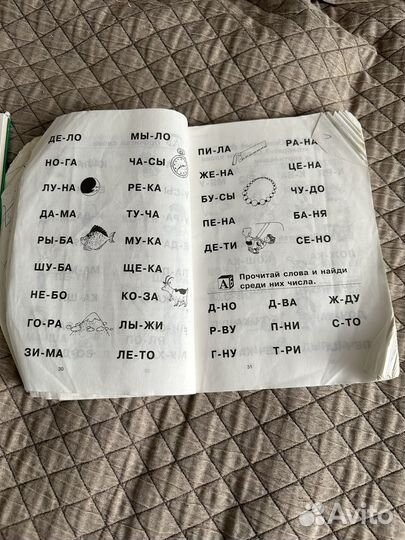 ДЕ-ЛО МЫ-ЛО
НО-ГА ЧА-СЫ
ЛУ-НА РЕ-КА
ДА-МА ТУ-ЧА
РЫ-БА МУ-КА
ШУ-БА ЩЕ-КА
НЕ-БО КО-ЗА
ГО-РА ЛЫ-ЖИ
ЗИ-МА ЛЕ-ТО
30
ПИ-ЛА РА-НА
ЖЕ-НА ЦЕ-НА
БУ-СЫ ЧУ-ДО
ПЕ-НА БА-НЯ
ДЕ-ТИ СЕ-НО
Прочитай слова и найди
среди них числа.
Д-НО Д-ВА Ж-ДУ
Р-ВУ П-НИ С-ТО
Г-НУ Т-РИ
31
Avito